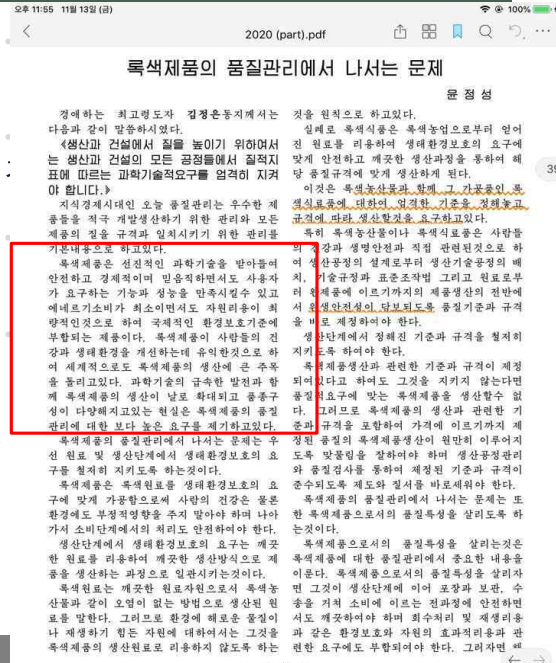 오후 11:55 11월 13일 (금)
100%
2020 (part).pdf
록색제품의 품질관리에서 나서는 문제
윤 정 성
경애하는 최고령도자 김정은동지께서는
다음과 같이 말씀하시였다.
《생산과 건설에서 질을 높이기 위하여서
는 생산과 건설의 모든 공정들에서 질적지
표에 따르는 과학기술적요구를 엄격히 지켜
야 합니다.》
지식경제시대인 오늘 품질관리는 우수한 제
품들을 적극 개발생산하기 위한 관리와 모든
제품의 질을 규격과 일치시키기 위한 관리를
기본내용으로 하고있다.
록색제품은 선진적인 과학기술을 받아들여
안전하고 경제적이며 믿음직하면서도 사용자
가 요구하는 기능과 성능을 만족시킬수 있고
에네르기소비가 최소이면서도 자원리용이 최
량적인것으로 하여 국제적인 환경보호기준에
부합되는 제품이다. 록색제품이 사람들의 건
강과 생태환경을 개선하는데 유익한것으로 하
여 세계적으로도 록색제품의 생산에 큰 주목
을 돌리고있다. 과학기술의 급속한 발전과 함
께 록색제품의 생산이 날로 확대되고 품종구
성이 다양해지고있는 현실은 록색제품의 품질
관리에 대한 보다 높은 요구를 제기하고있다.
록색제품의 품질관리에서 나서는 문제는 우
선 원료 및 생산단계에서 생태환경보호의 요
구를 철저히 지키도록 하는것이다.
록색제품은 록색원료를 생태환경보호의 요
구에 맞게 가공함으로써 사람의 건강은 물론
환경에도 부정적영향을 주지 말아야 하며 나아
가서 소비단계에서의 처리도 안전하여야 한다.
생산단계에서 생태환경보호의 요구는 깨끗
한 원료를 리용하여 깨끗한 생산방식으로 제
품을 생산하는 과정으로 일관시키는것이다.
록색원료는 깨끗한 원료자원으로서 록색농
산물과 같이 오염이 없는 방법으로 생산된 원
료를 말한다. 그러므로 환경에 해로운 물질이
나 재생하기 힘든 자원에 대하여서는 그것을
록색제품의 생산원료로 리용하지 않도록 하는
것을 원칙으로 하고있다.
실례로 록색식품은 록색농업으로부터 얻어
진 원료를 리용하여 생태환경보호의 요구에
맞게 안전하고 깨끗한 생산과정을 통하여 해
당 품질규격에 맞게 생산하게 된다.
이것은 록색농산물과 함께 그 가공품인 록
색식료품에 대하여 엄격한 기준을 정해놓고
규격에 따라 생산할것을 요구하고있다.
특히 록색농산물이나 록색식료품은 사람들
의 건강과 생명안전과 직접 관련된것으로 하
여 생산공정의 설계로부터 생산기술공정의 배
치, 기술규정과 표준조작법 그리고 원료로부
터 완제품에 이르기까지의 제품생산의 전반에
서 위생안전성이 담보되도록 품질기준과 규격
을 바로 제정하여야 한다.
생산단계에서 정해진 기준과 규격을 철저히
지키도록 하여야 한다.
록색제품생산과 관련한 기준과 규격이 제정
되여있다고 하여도 그것을 지키지 않는다면
품질적요구에 맞는 록색제품을 생산할수 없
다. 그러므로 록색제품의 생산과 관련한 기
준과 규격을 포함하여 가격에 이르기까지 제
정된 품질의 록색제품생산이 원만히 이루어지
도록 맞물림을 잘하여야 하며 생산공정관리
와 품질검사를 통하여 제정된 기준과 규격이
준수되도록 제도와 질서를 바로세워야 한다.
록색제품의 품질관리에서 나서는 문제는 또
한 록색제품으로서의 품질특성을 살리도록 하
는것이다.
록색제품으로서의 품질특성을 살리는것은
록색제품에 대한 품질관리에서 중요한 내용을
이룬다. 록색제품으로서의 품질특성을 살리자
면 그것이 생산단계에 이어 포장과 보관, 수
송을 거쳐 소비에 이르는 전과정에 안전하면
서도 깨끗하여야 하며 회수처리 및 재생리용
과 같은 환경보호와 자원의 효과적리용과 관
련한 요구에도 부합되여야 한다. 그러자면